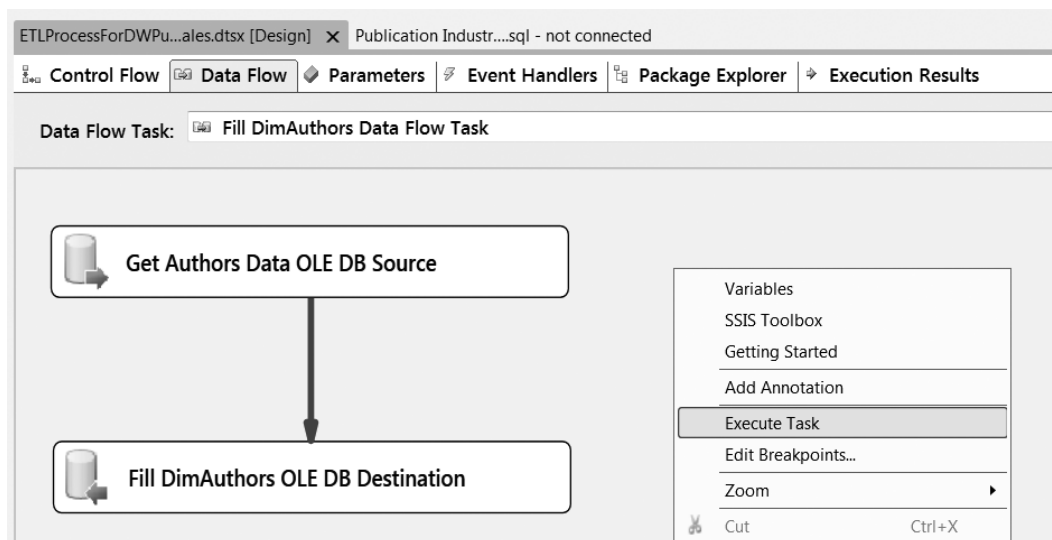 ETLProcessForDWPu...ales.dtsx [Design] Publication Industr....sql - not connected
Control Flow Data Flow Parameters Event Handlers Package Explorer Execution Results
Data Flow Task: Fill DimAuthors Data Flow Task
Get Authors Data OLE DB Source
Fill DimAuthors OLE DB Destination
Variables
SSIS Toolbox
Getting Started
Add Annotation
Execute Task
Edit Breakpoints...
Zoom
Cut Ctrl+X